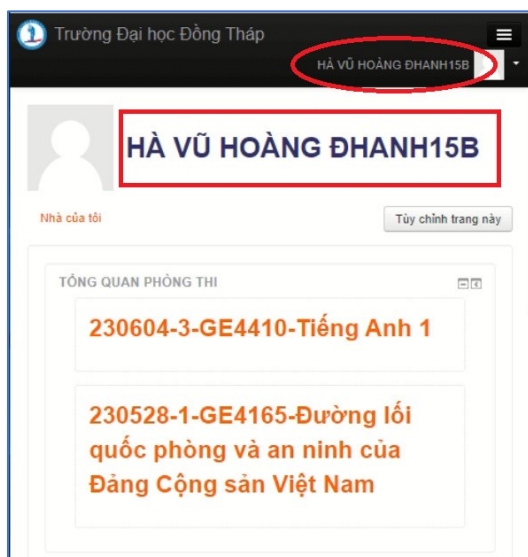 Trường Đại học Đồng Tháp
HÀ VŨ HOÀNG ĐHANH15B
HÀ VŨ HOÀNG ĐHANH15B
Nhà của tôi
Tùy chỉnh trang này
TỔNG QUAN PHÒNG THI
230604-3-GE4410-Tiếng Anh 1
230528-1-GE4165-Đường lối
quốc phòng và an ninh của
Đảng Cộng sản Việt Nam